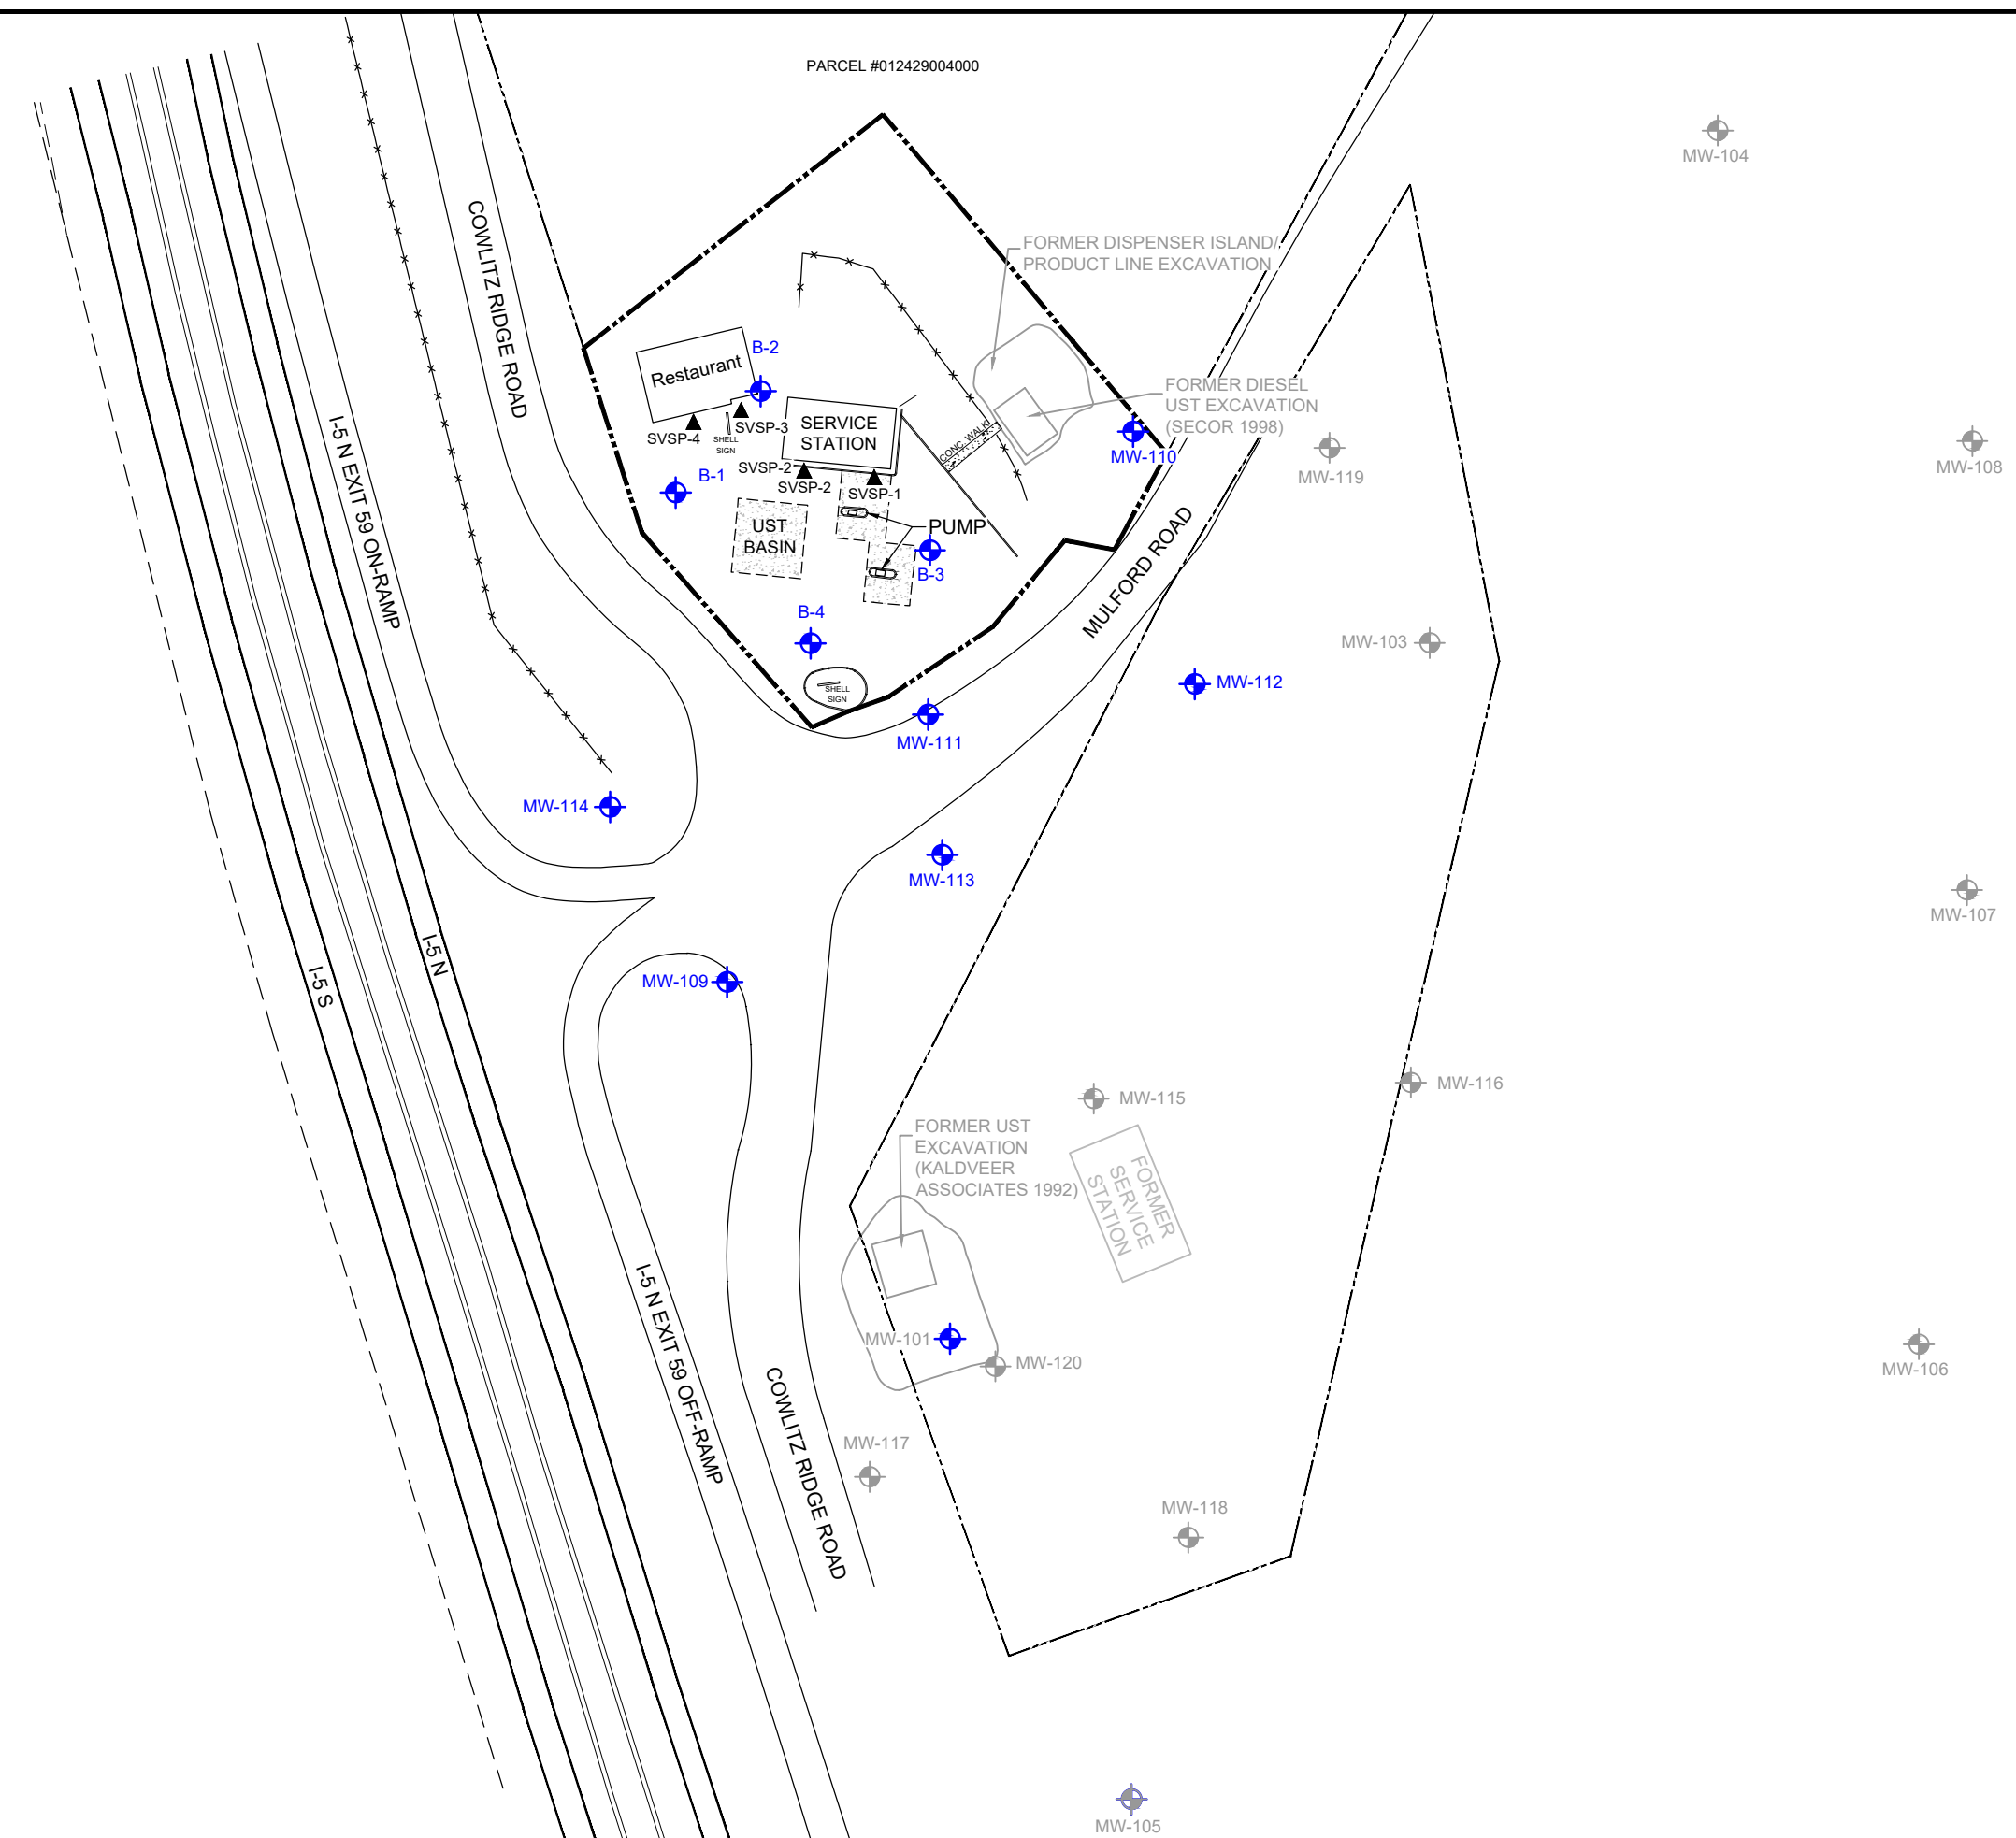 PARCEL #012429004000
MW-104
COWLITZ RIDGE ROAD
FORMER DISPENSER ISLAND/
PRODUCT LINE EXCAVATION
B-2
Restaurant
FORMER DIESEL
UST EXCAVATION
(SECOR 1998)
SVSP-4
SHELL
SIGN
SVSP-3
SERVICE
STATION
CONC. WALK
MW-110
MW-119
MW-108
I-5 N EXIT 59 ON-RAMP
B-1
SVSP-2
SVSP-2
SVSP-1
UST
BASIN
PUMP
B-3
MULFORD ROAD
B-4
MW-103
SHELL
SIGN
MW-112
MW-111
MW-114
MW-113
MW-107
I-5 N
I-5 S
MW-109
MW-115
MW-116
FORMER UST
EXCAVATION
(KALDVEER
ASSOCIATES 1992)
FORMER
SERVICE
STATION
I-5 N EXIT 59 OFF-RAMP
MW-101
MW-120
MW-106
COWLITZ RIDGE ROAD
MW-117
MW-118
MW-105